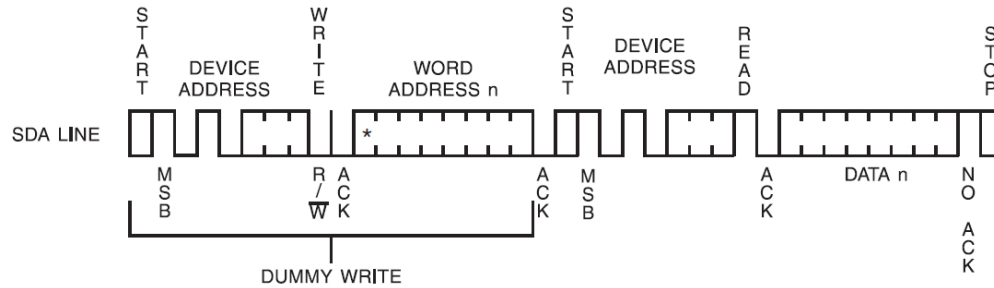 START
WRITE
START
READ
STOP
DEVICE
ADDRESS
WORD
ADDRESS n
DEVICE
ADDRESS
SDA LINE
*
MSB
R/W
ACK
ACK
MSB
ACK
DATA n
NO ACK
DUMMY WRITE